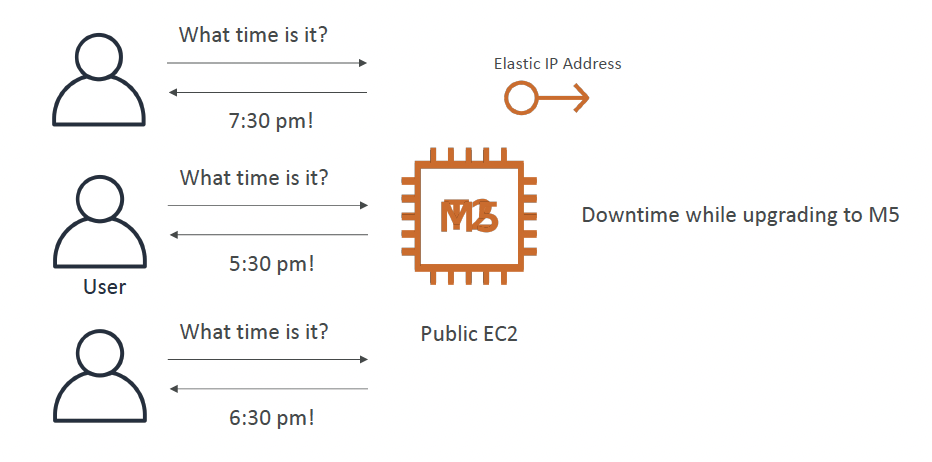 What time is it?
7:30 pm!
Elastic IP Address
What time is it?
5:30 pm!
User
Downtime while upgrading to M5
Public EC2
What time is it?
6:30 pm!